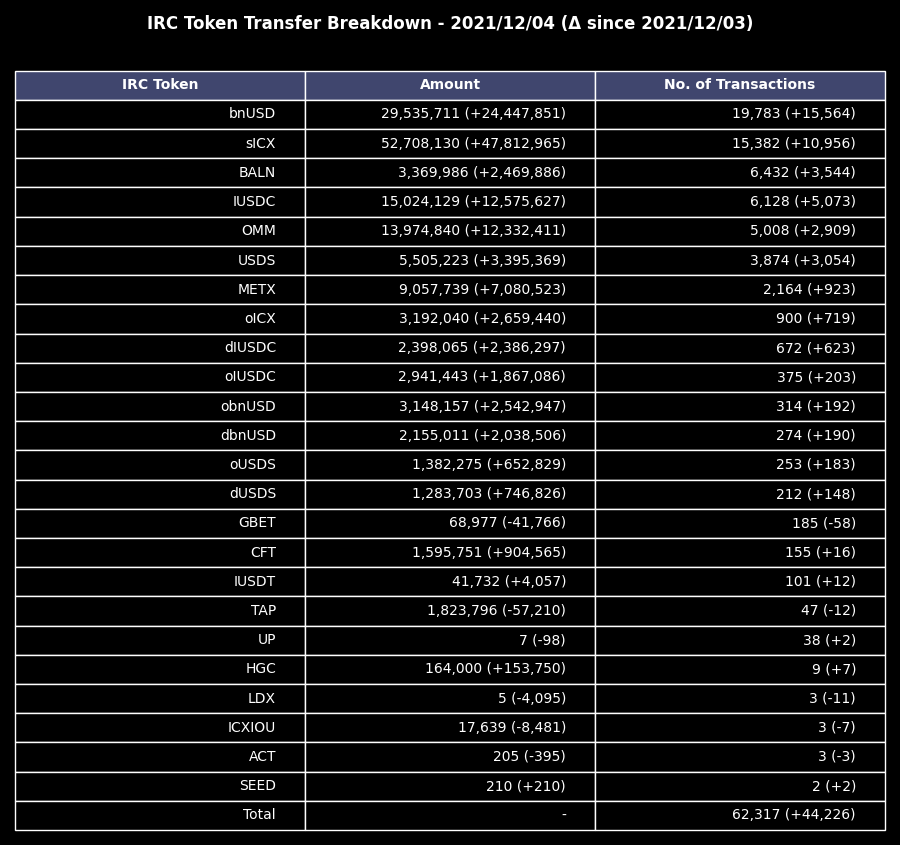 IRC Token Transfer Breakdown - 2021/12/04 (Δ since 2021/12/03)
IRC Token Amount No. of Transactions
bnUSD 29,535,711 (+24,447,851) 19,783 (+15,564)
sICX 52,708,130 (+47,812,965) 15,382 (+10,956)
BALN 3,369,986 (+2,469,886) 6,432 (+3,544)
IUSDC 15,024,129 (+12,575,627) 6,128 (+5,073)
OMM 13,974,840 (+12,332,411) 5,008 (+2,909)
USDS 5,505,223 (+3,395,369) 3,874 (+3,054)
METX 9,057,739 (+7,080,523) 2,164 (+923)
oICX 3,192,040 (+2,659,440) 900 (+719)
dIUSDC 2,398,065 (+2,386,297) 672 (+623)
oIUSDC 2,941,443 (+1,867,086) 375 (+203)
obnUSD 3,148,157 (+2,542,947) 314 (+192)
dbnUSD 2,155,011 (+2,038,506) 274 (+190)
oUSDS 1,382,275 (+652,829) 253 (+183)
dUSDS 1,283,703 (+746,826) 212 (+148)
GBET 68,977 (-41,766) 185 (-58)
CFT 1,595,751 (+904,565) 155 (+16)
IUSDT 41,732 (+4,057) 101 (+12)
TAP 1,823,796 (-57,210) 47 (-12)
UP 7 (-98) 38 (+2)
HGC 164,000 (+153,750) 9 (+7)
LDX 5 (-4,095) 3 (-11)
ICXIOU 17,639 (-8,481) 3 (-7)
ACT 205 (-395) 3 (-3)
SEED 210 (+210) 2 (+2)
Total - 62,317 (+44,226)